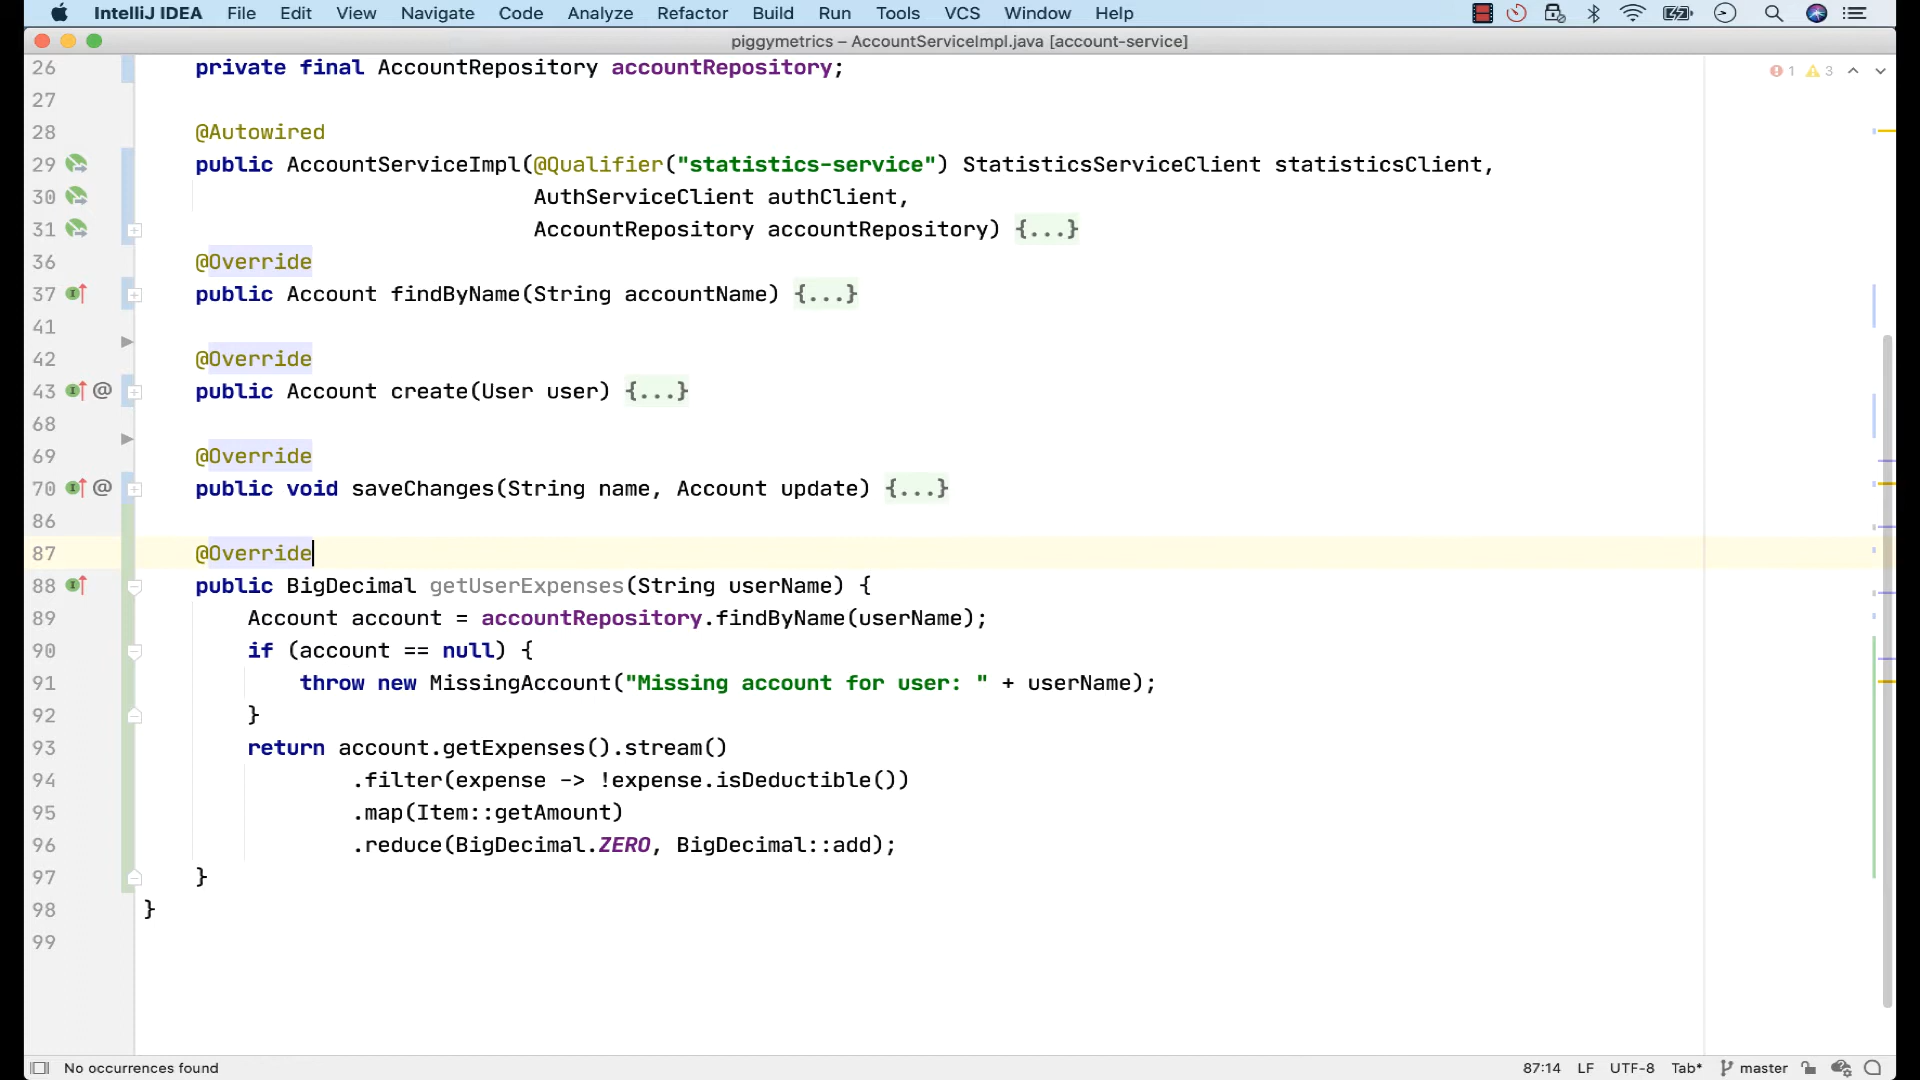 IntelliJ IDEA File Edit View Navigate Code Analyze Refactor Build Run Tools VCS Window Help
piggymetrics – AccountServiceImpl.java [account-service]
26 private final AccountRepository accountRepository; 1 3
27
28 @Autowired
29 public AccountServiceImpl(@Qualifier("statistics-service") StatisticsServiceClient statisticsClient,
30 AuthServiceClient authClient,
31 AccountRepository accountRepository) {...}
36 @Override
37 public Account findByName(String accountName) {...}
41
42 @Override
43 @ public Account create(User user) {...}
68
69 @Override
70 @ public void saveChanges(String name, Account update) {...}
86
87 @Override
88 public BigDecimal getUserExpenses(String userName) {
89 Account account = accountRepository.findByName(userName);
90 if (account == null) {
91 throw new MissingAccount("Missing account for user: " + userName);
92 }
93 return account.getExpenses().stream()
94 .filter(expense -> !expense.isDeductible())
95 .map(Item::getAmount)
96 .reduce(BigDecimal.ZERO, BigDecimal::add);
97 }
98 }
99
No occurrences found 87:14 LF UTF-8 Tab* master